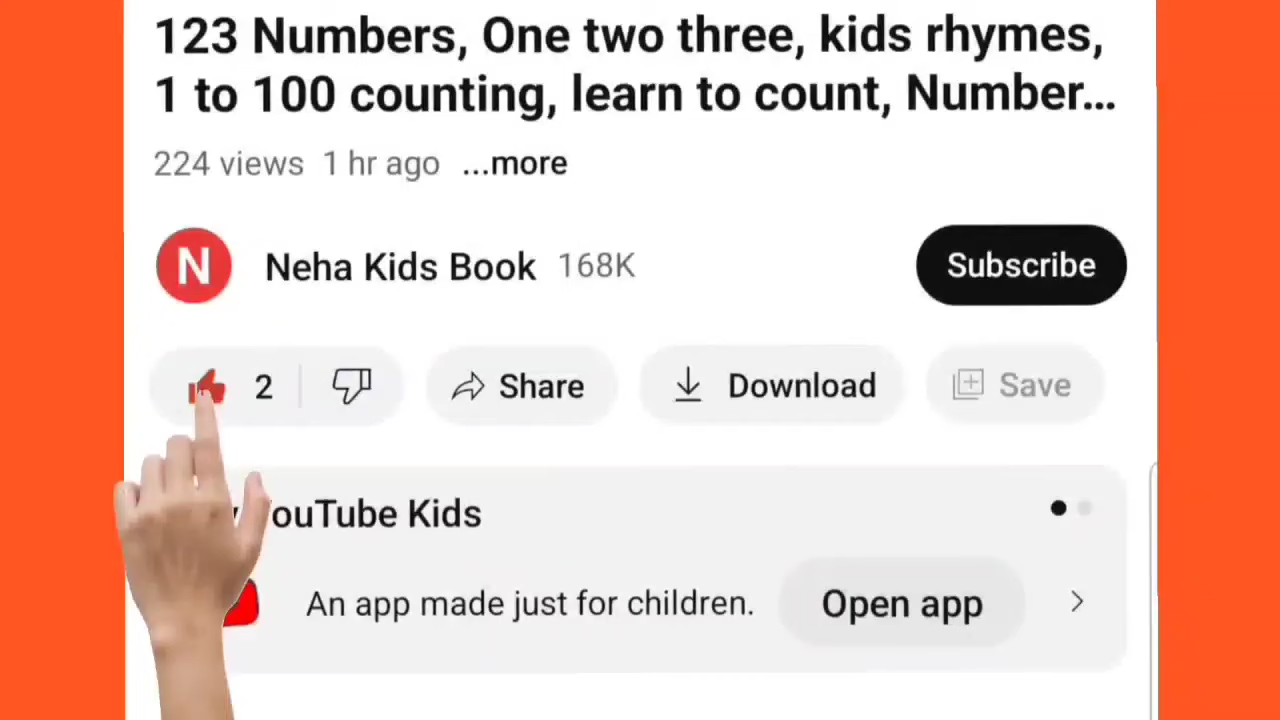 123 Numbers, One two three, kids rhymes,
1 to 100 counting, learn to count, Number...
224 views 1 hr ago ...more
N Neha Kids Book 168K Subscribe
2 Share Download Save
YouTube Kids
An app made just for children. Open app